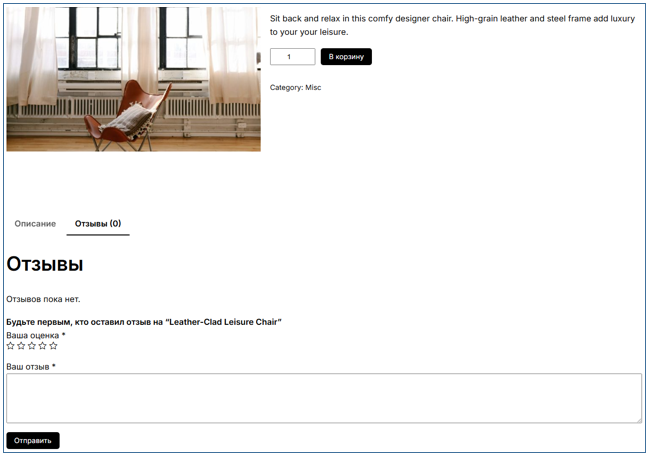 Sit back and relax in this comfy designer chair. High-grain leather and steel frame add luxury
to your your leisure.
1
В корзину
Category: Misc
Описание
Отзывы (0)
Отзывы
Отзывов пока нет.
Будьте первым, кто оставил отзыв на “Leather-Clad Leisure Chair”
Ваша оценка *
Ваш отзыв *
Отправить